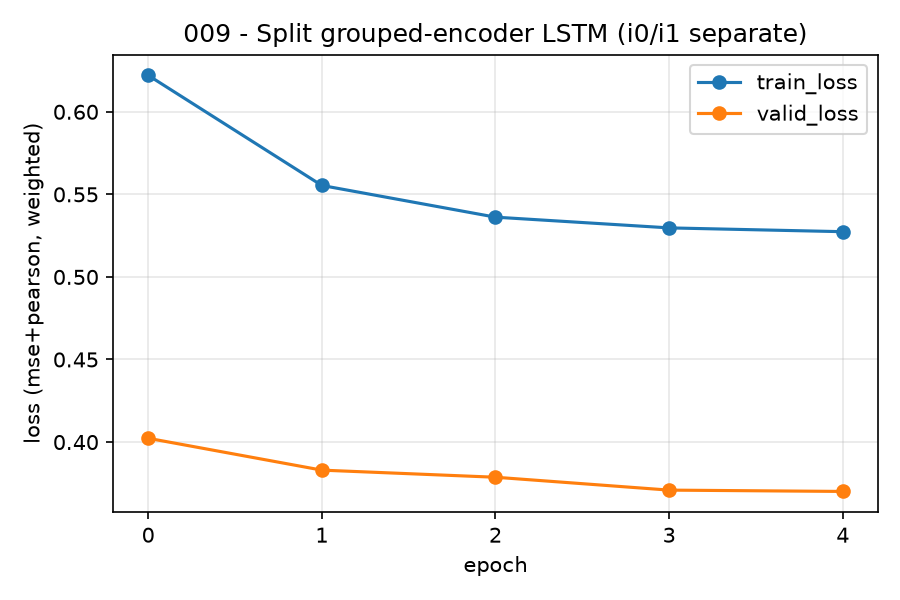 009 - Split grouped-encoder LSTM (i0/i1 separate)
train_loss
valid_loss
loss (mse+pearson, weighted)
0.60
0.55
0.50
0.45
0.40
0 1 2 3 4
epoch